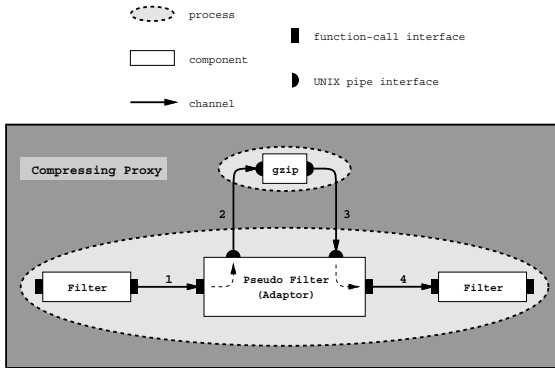 process
function-call interface
component
UNIX pipe interface
channel
Compressing Proxy
gzip
2
3
1
4
Filter
Pseudo Filter
(Adaptor)
Filter